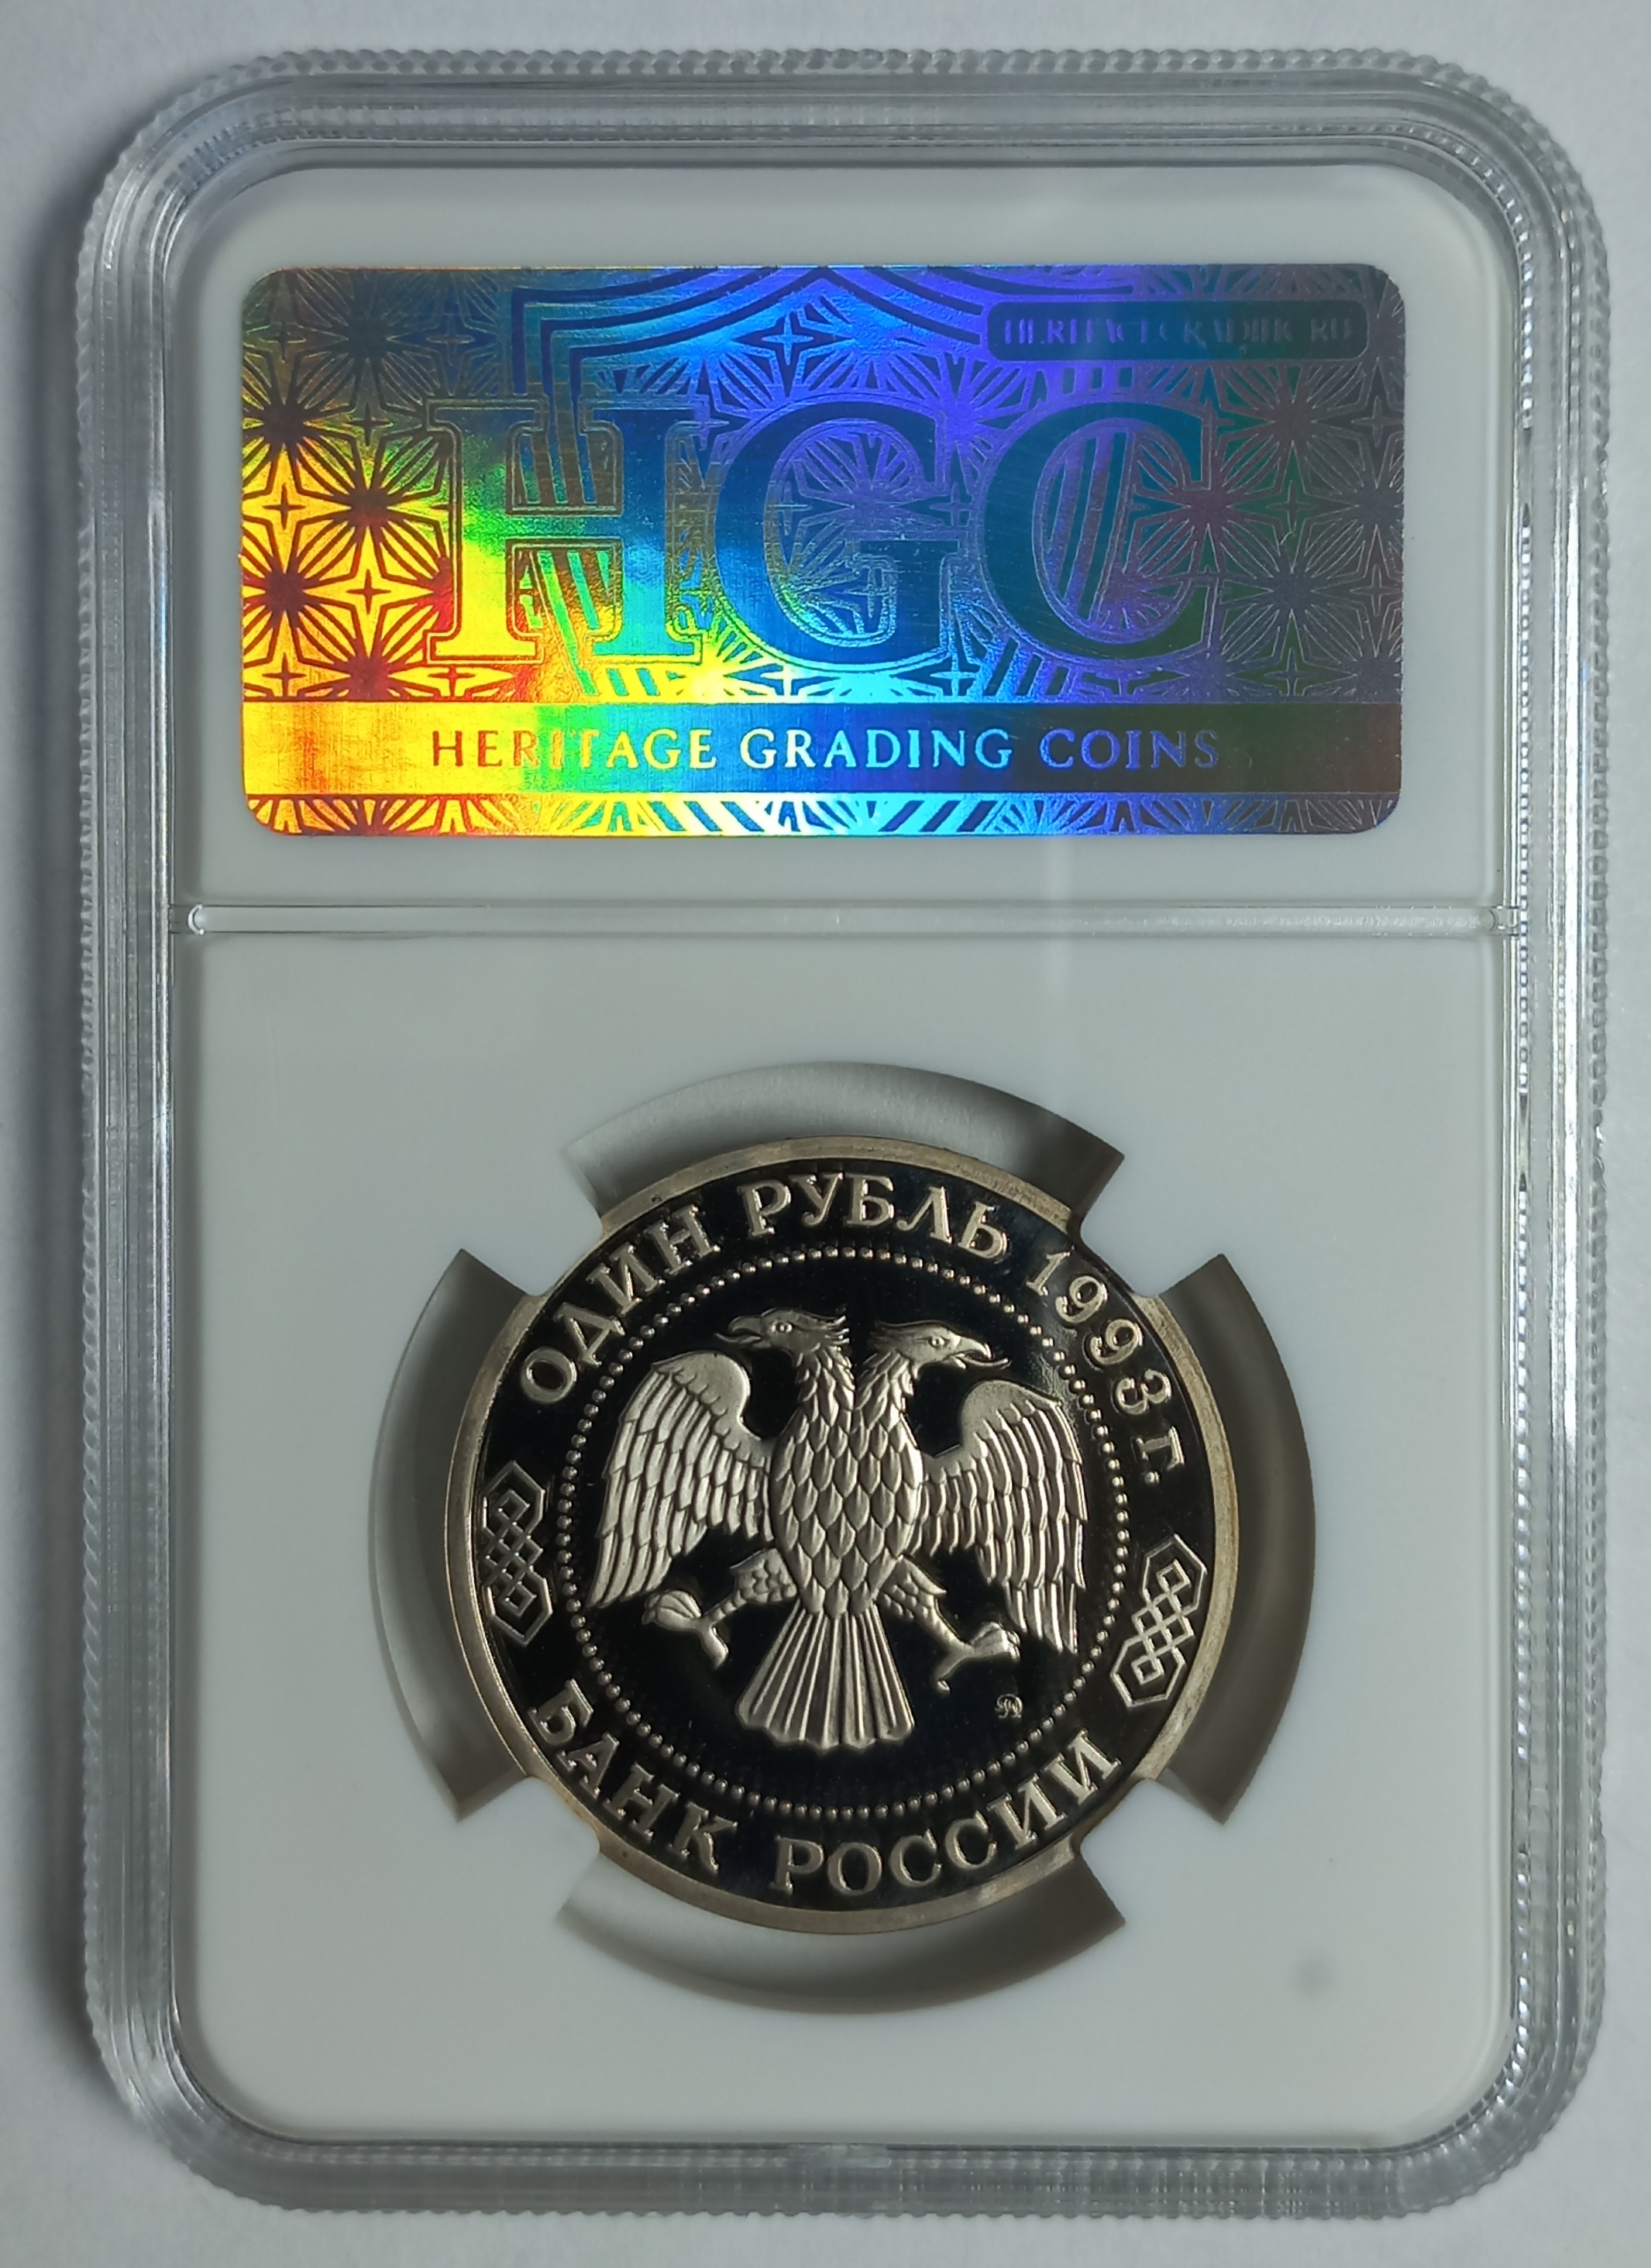 HGC
HERITAGE GRADING COINS
ОДИН РУБЛЬ 1993 г.
БАНК РОССИИ